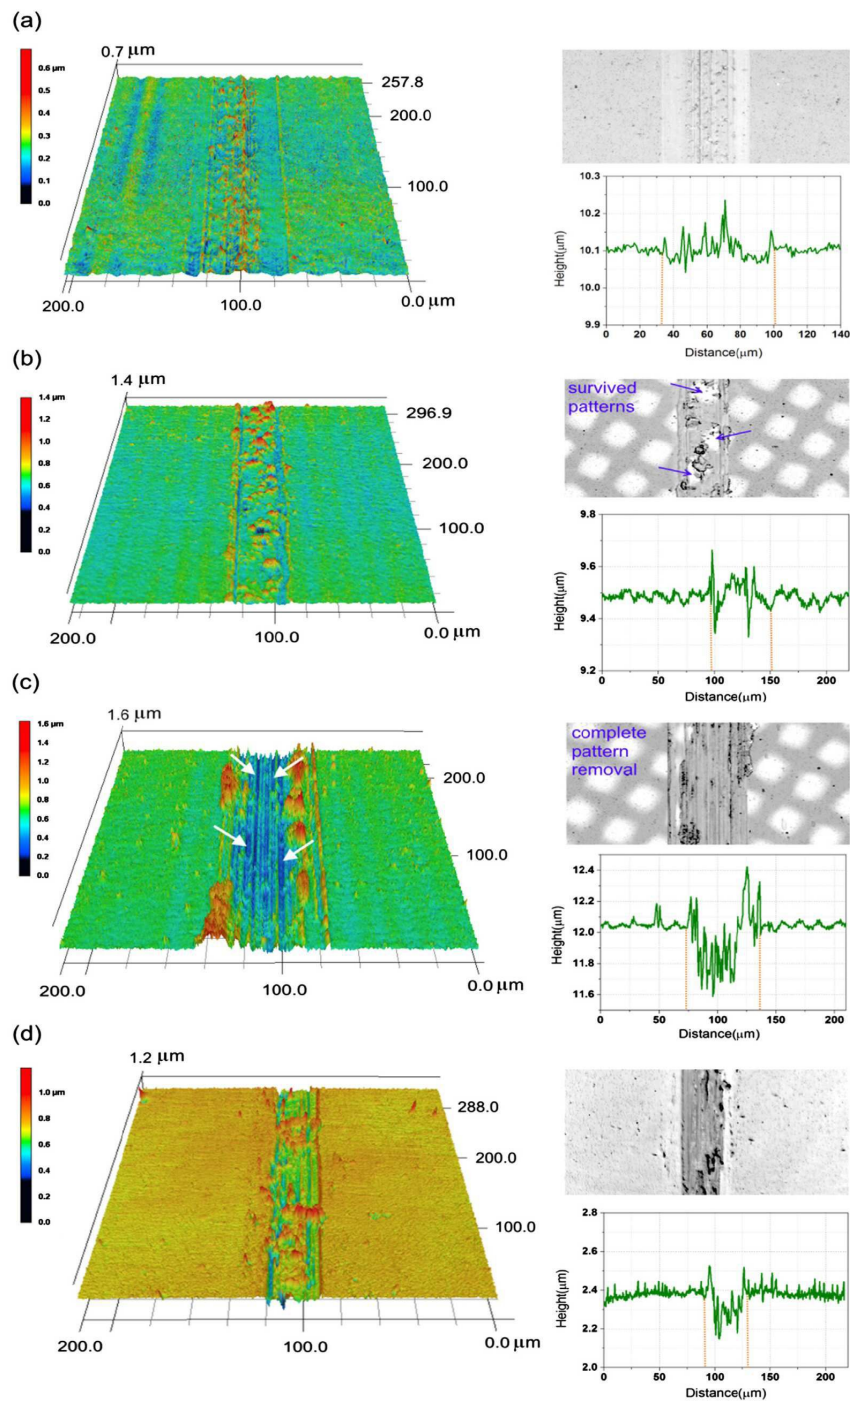 (a)
0.7 μm
0.6 μm
0.5
0.4
0.3
0.2
0.1
0.0
257.8
200.0
100.0
200.0
100.0
0.0 μm
10.3
10.2
10.1
10.0
9.9
Height(μm)
0 20 40 60 80 100 120 140
Distance(μm)
(b)
1.4 μm
1.4 μm
1.2
1.0
0.8
0.6
0.4
0.2
0.0
296.9
200.0
100.0
200.0
100.0
0.0 μm
survived
patterns
9.8
9.6
9.4
9.2
Height(μm)
0 50 100 150 200
Distance(μm)
(c)
1.6 μm
1.6 μm
1.4
1.2
1.0
0.8
0.6
0.4
0.2
0.0
200.0
100.0
200.0
100.0
0.0 μm
complete
pattern
removal
12.4
12.2
12.0
11.8
11.6
Height(μm)
0 50 100 150 200
Distance(μm)
(d)
1.2 μm
1.0 μm
0.8
0.6
0.4
0.2
0.0
288.0
200.0
100.0
200.0
100.0
0.0 μm
2.8
2.6
2.4
2.2
2.0
Height(μm)
0 50 100 150 200
Distance(μm)